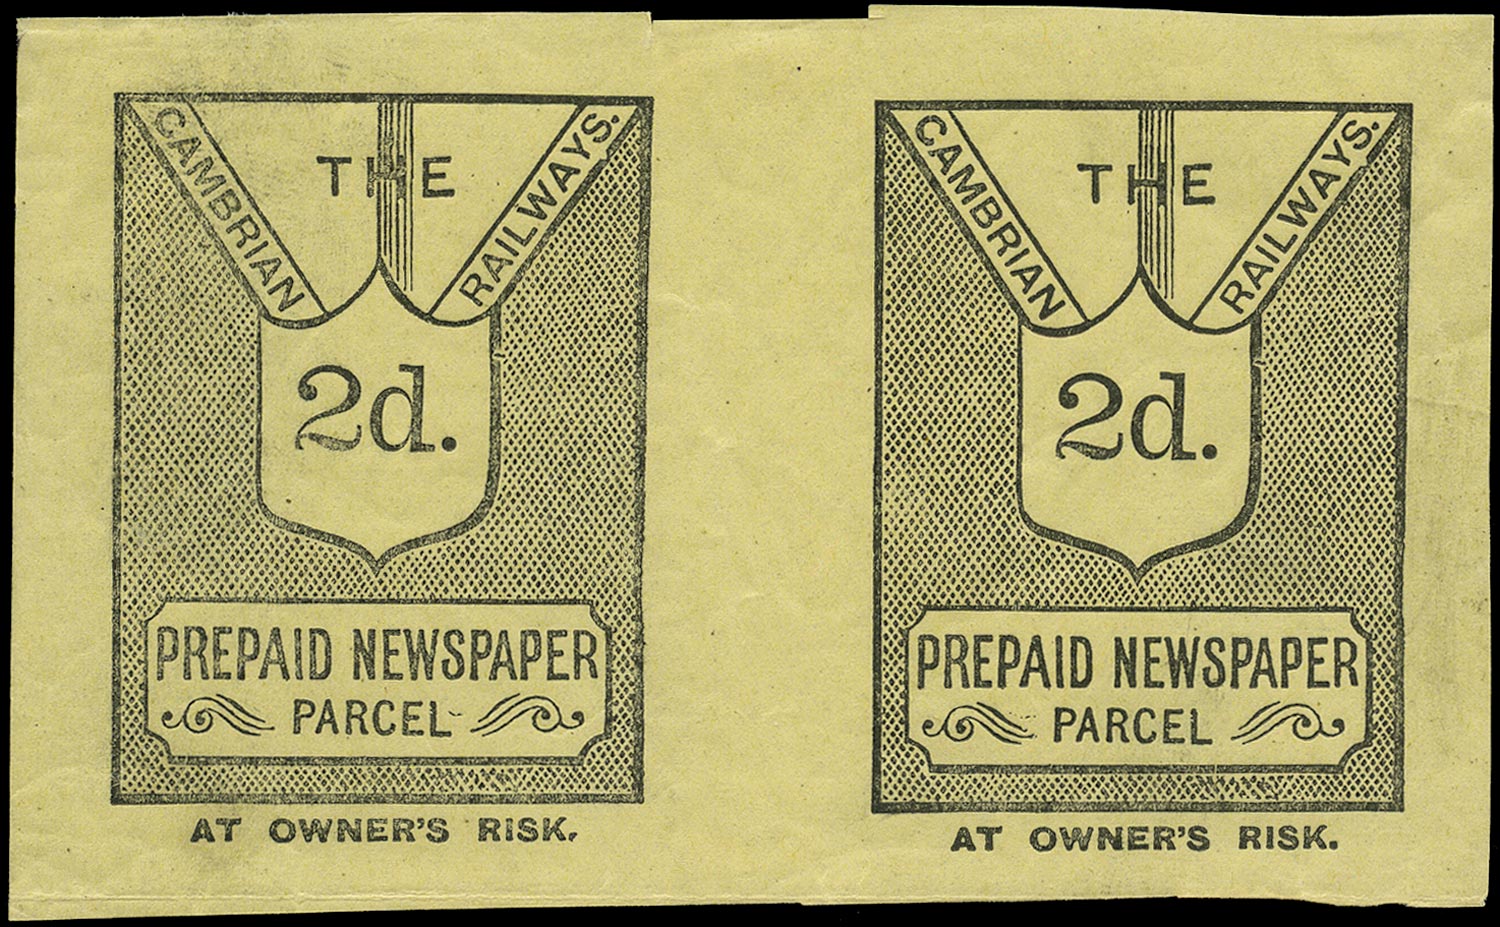 THE
CAMBRIAN
RAILWAYS.
2d.
PREPAID NEWSPAPER
PARCEL
AT OWNER'S RISK.
THE
CAMBRIAN
RAILWAYS.
2d.
PREPAID NEWSPAPER
PARCEL
AT OWNER'S RISK.